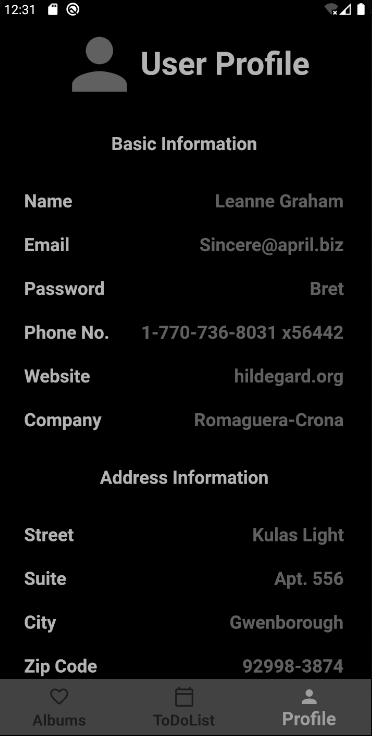 12:31
User Profile
Basic Information
Name Leanne Graham
Email Sincere@april.biz
Password Bret
Phone No. 1-770-736-8031 x56442
Website hildegard.org
Company Romaguera-Crona
Address Information
Street Kulas Light
Suite Apt. 556
City Gwenborough
Zip Code 92998-3874
Albums ToDoList Profile